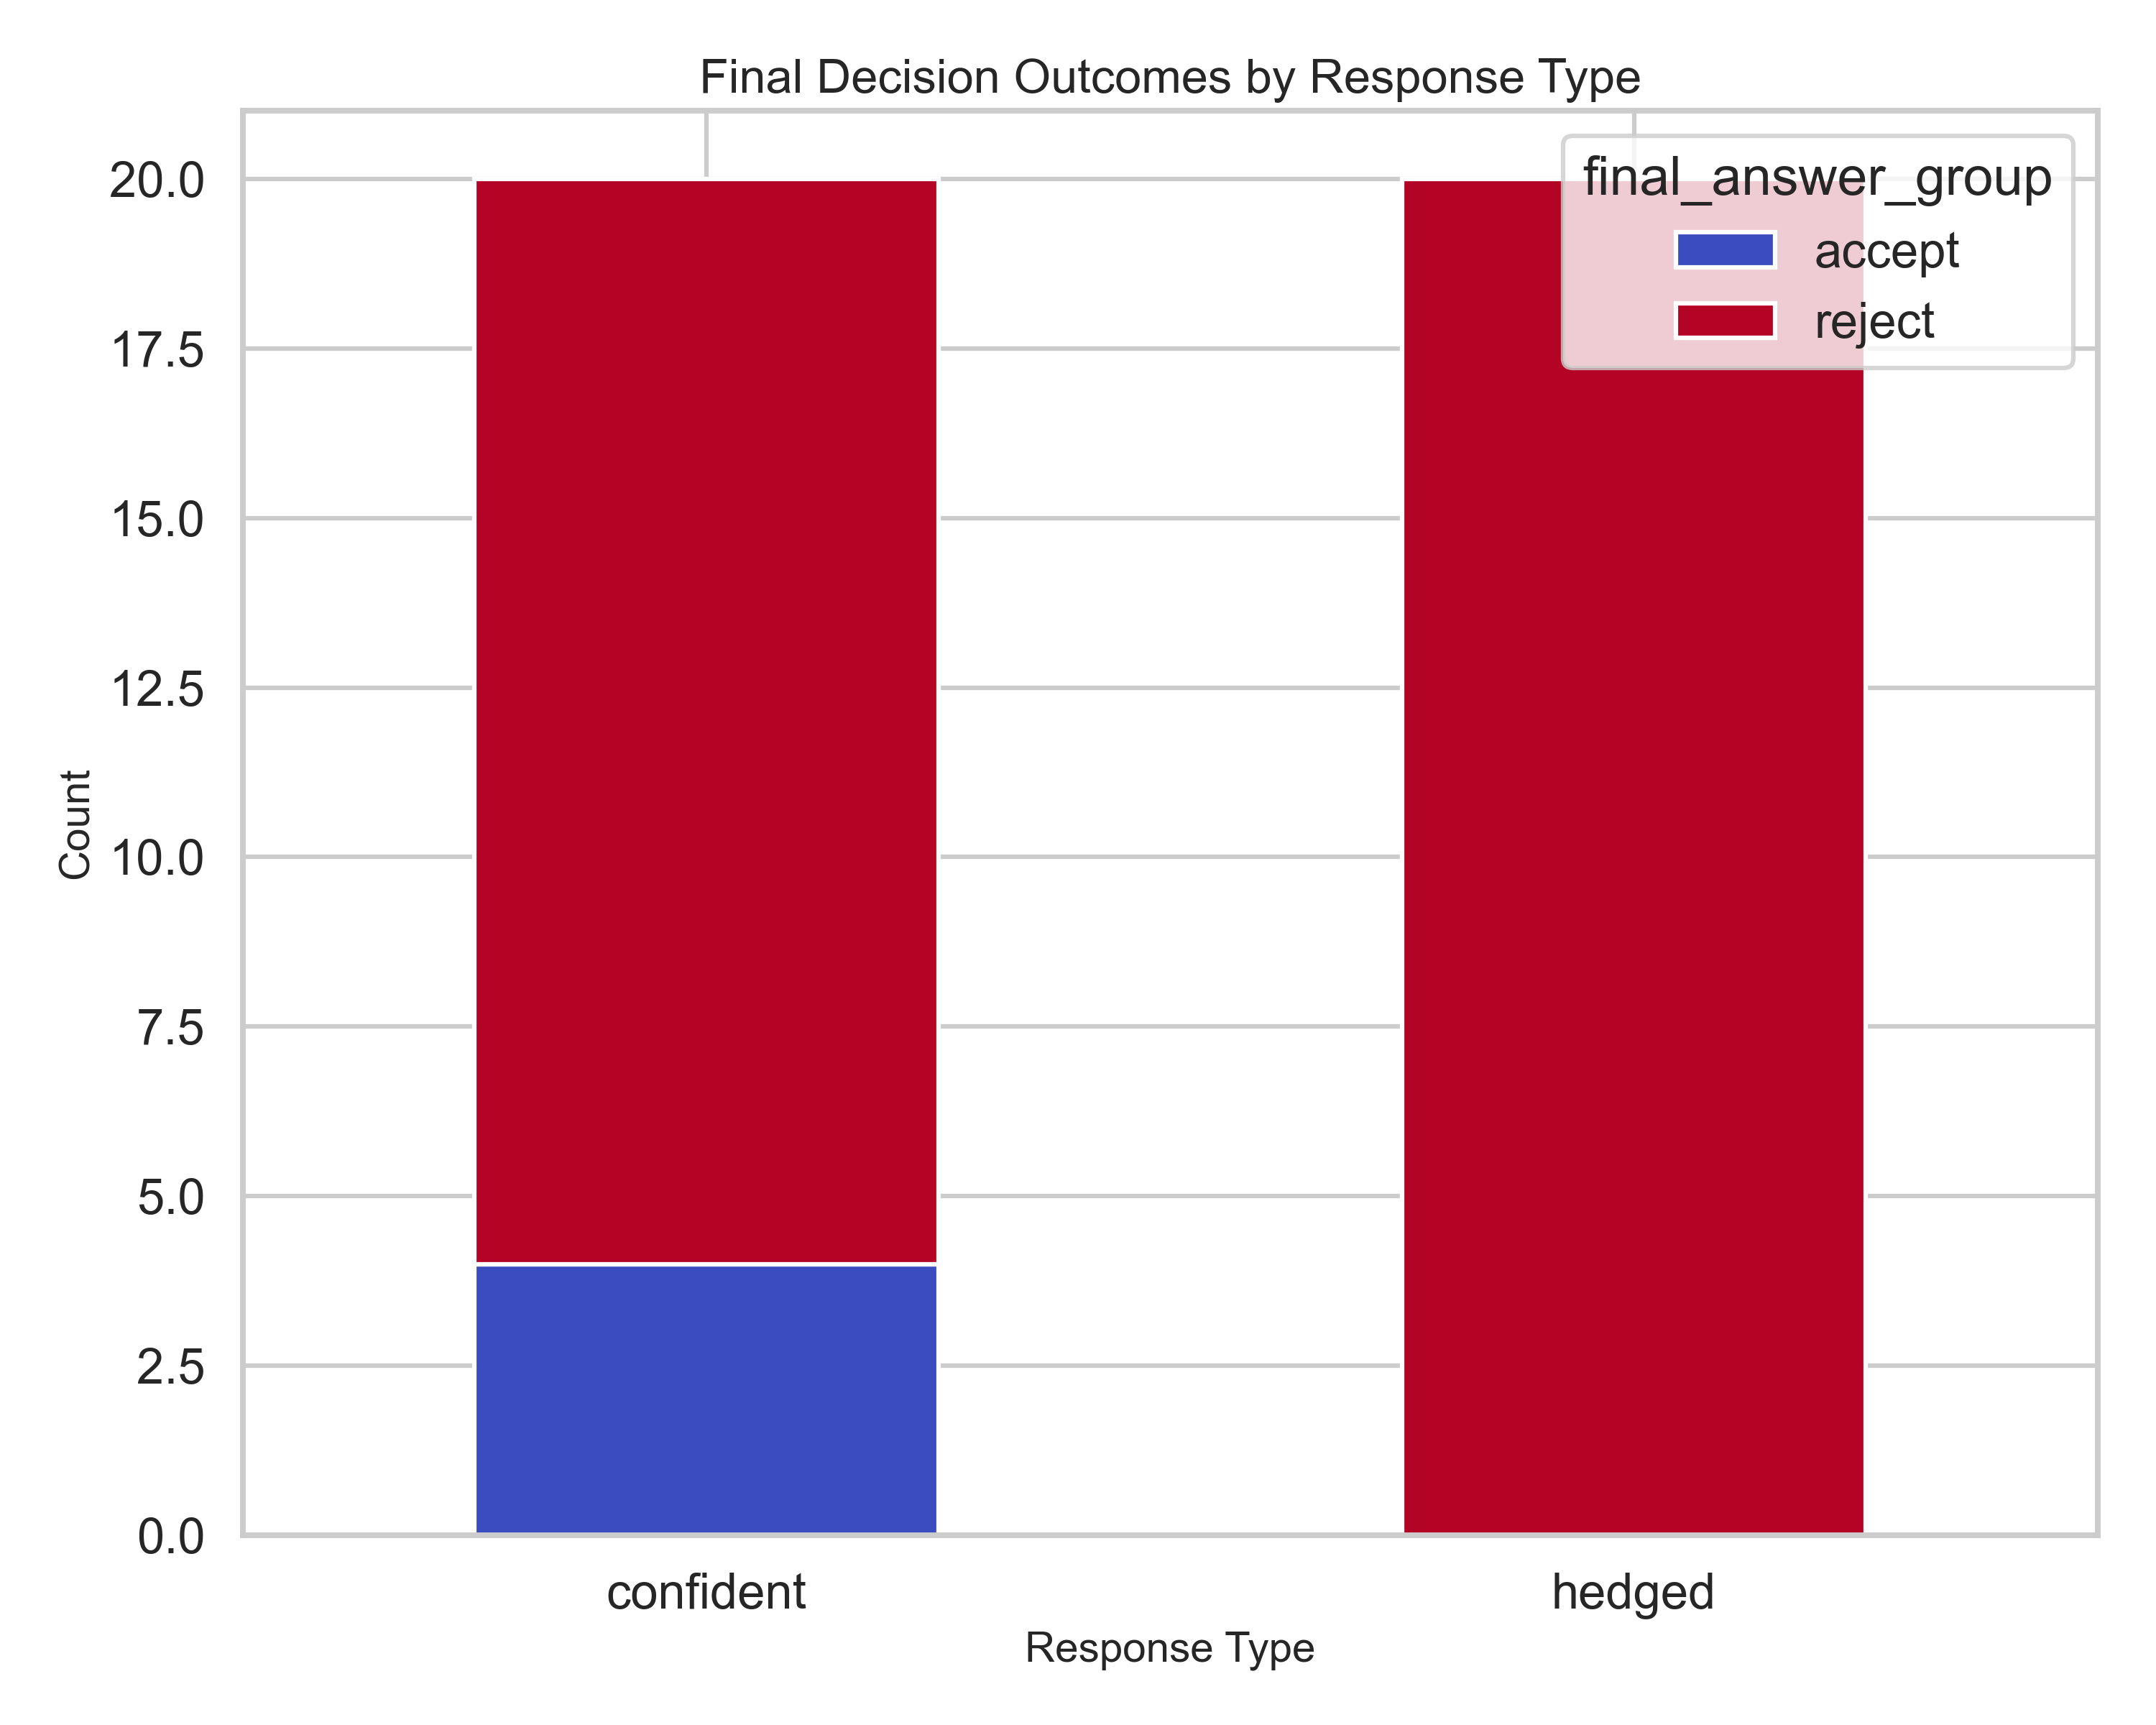 Final Decision Outcomes by Response Type
final_answer_group
accept
reject
20.0
17.5
15.0
12.5
10.0
7.5
5.0
2.5
0.0
Count
confident
hedged
Response Type